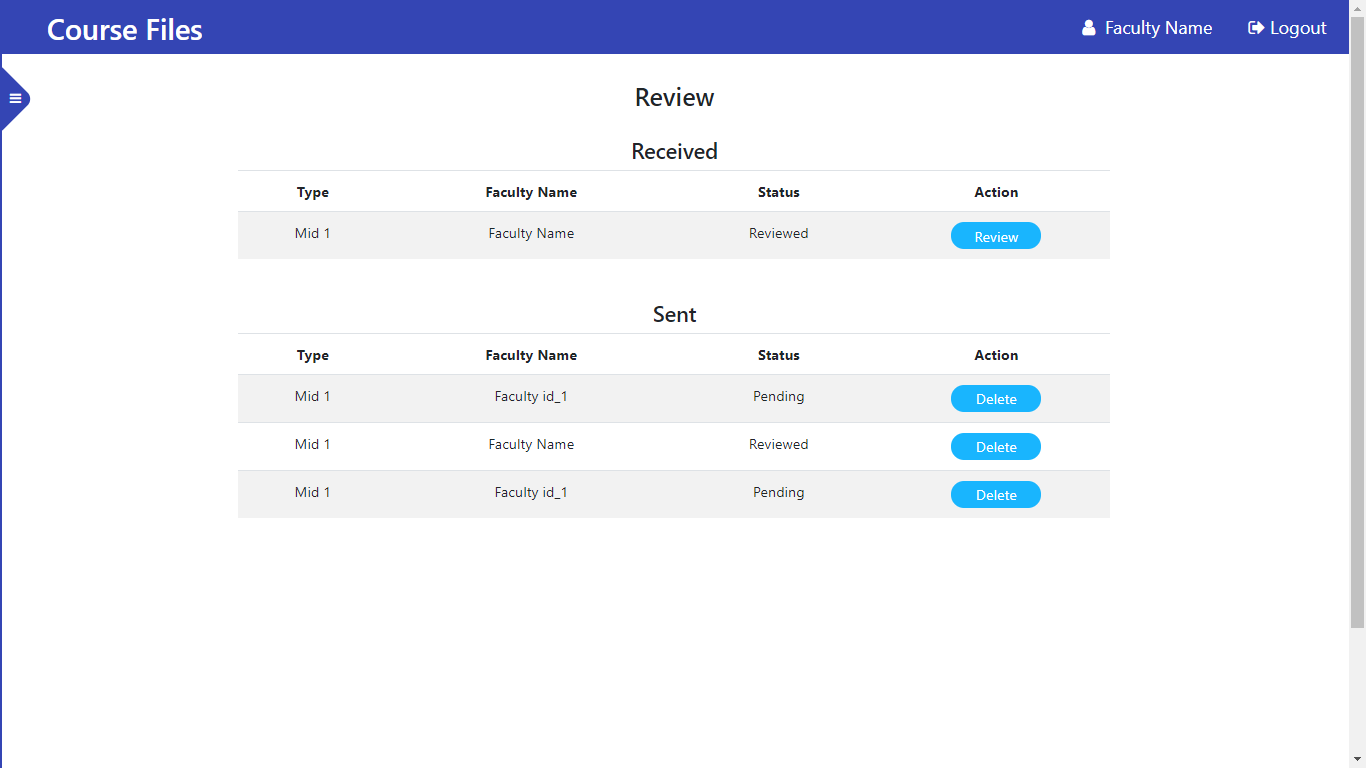 Course Files
Faculty Name Logout
Review
Received
Type Faculty Name Status Action
Mid 1 Faculty Name Reviewed Review
Sent
Type Faculty Name Status Action
Mid 1 Faculty id_1 Pending Delete
Mid 1 Faculty Name Reviewed Delete
Mid 1 Faculty id_1 Pending Delete